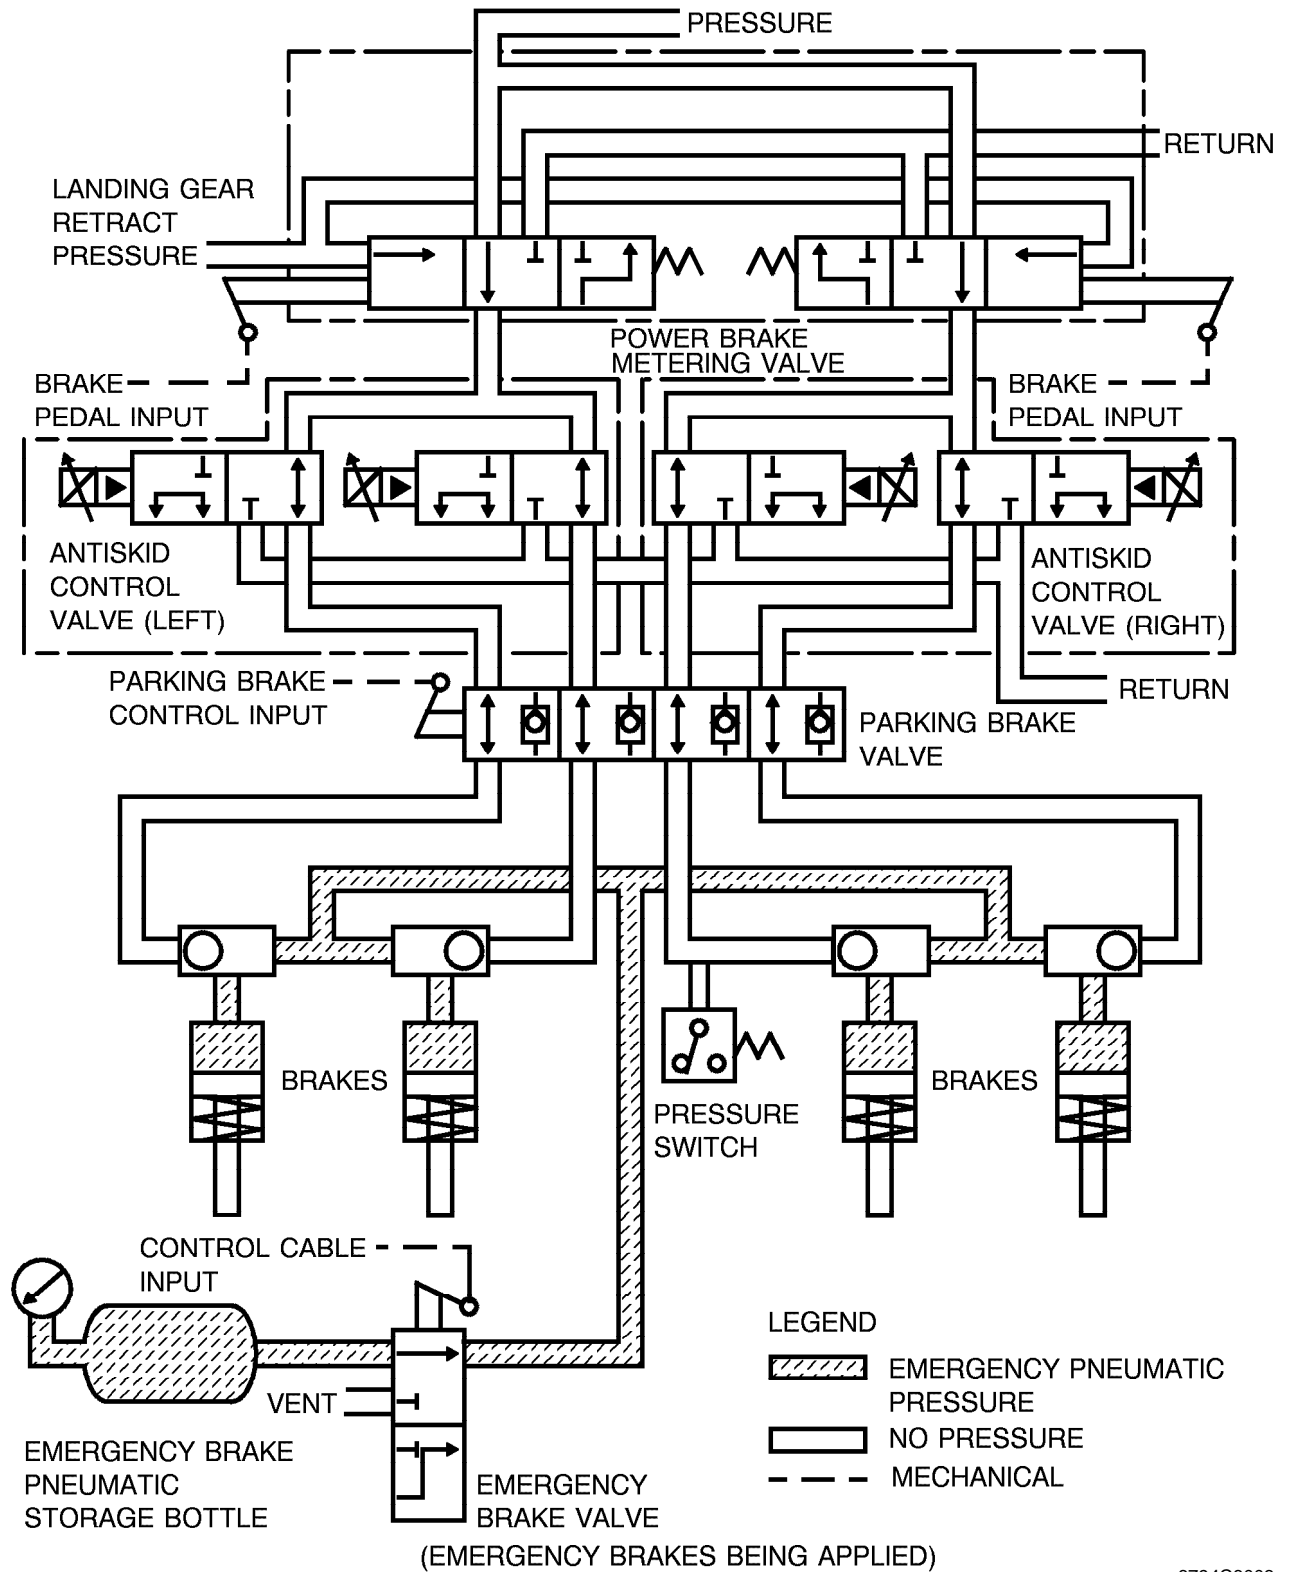 PRESSURE
RETURN
LANDING GEAR
RETRACT
PRESSURE
POWER BRAKE
METERING VALVE
BRAKE
PEDAL INPUT
BRAKE
PEDAL INPUT
ANTISKID
CONTROL
VALVE (LEFT)
ANTISKID
CONTROL
VALVE (RIGHT)
PARKING BRAKE
CONTROL INPUT
RETURN
PARKING BRAKE
VALVE
BRAKES
BRAKES
PRESSURE
SWITCH
CONTROL CABLE
INPUT
VENT
EMERGENCY BRAKE
PNEUMATIC
STORAGE BOTTLE
EMERGENCY
BRAKE VALVE
LEGEND
EMERGENCY PNEUMATIC
PRESSURE
NO PRESSURE
MECHANICAL
(EMERGENCY BRAKES BEING APPLIED)